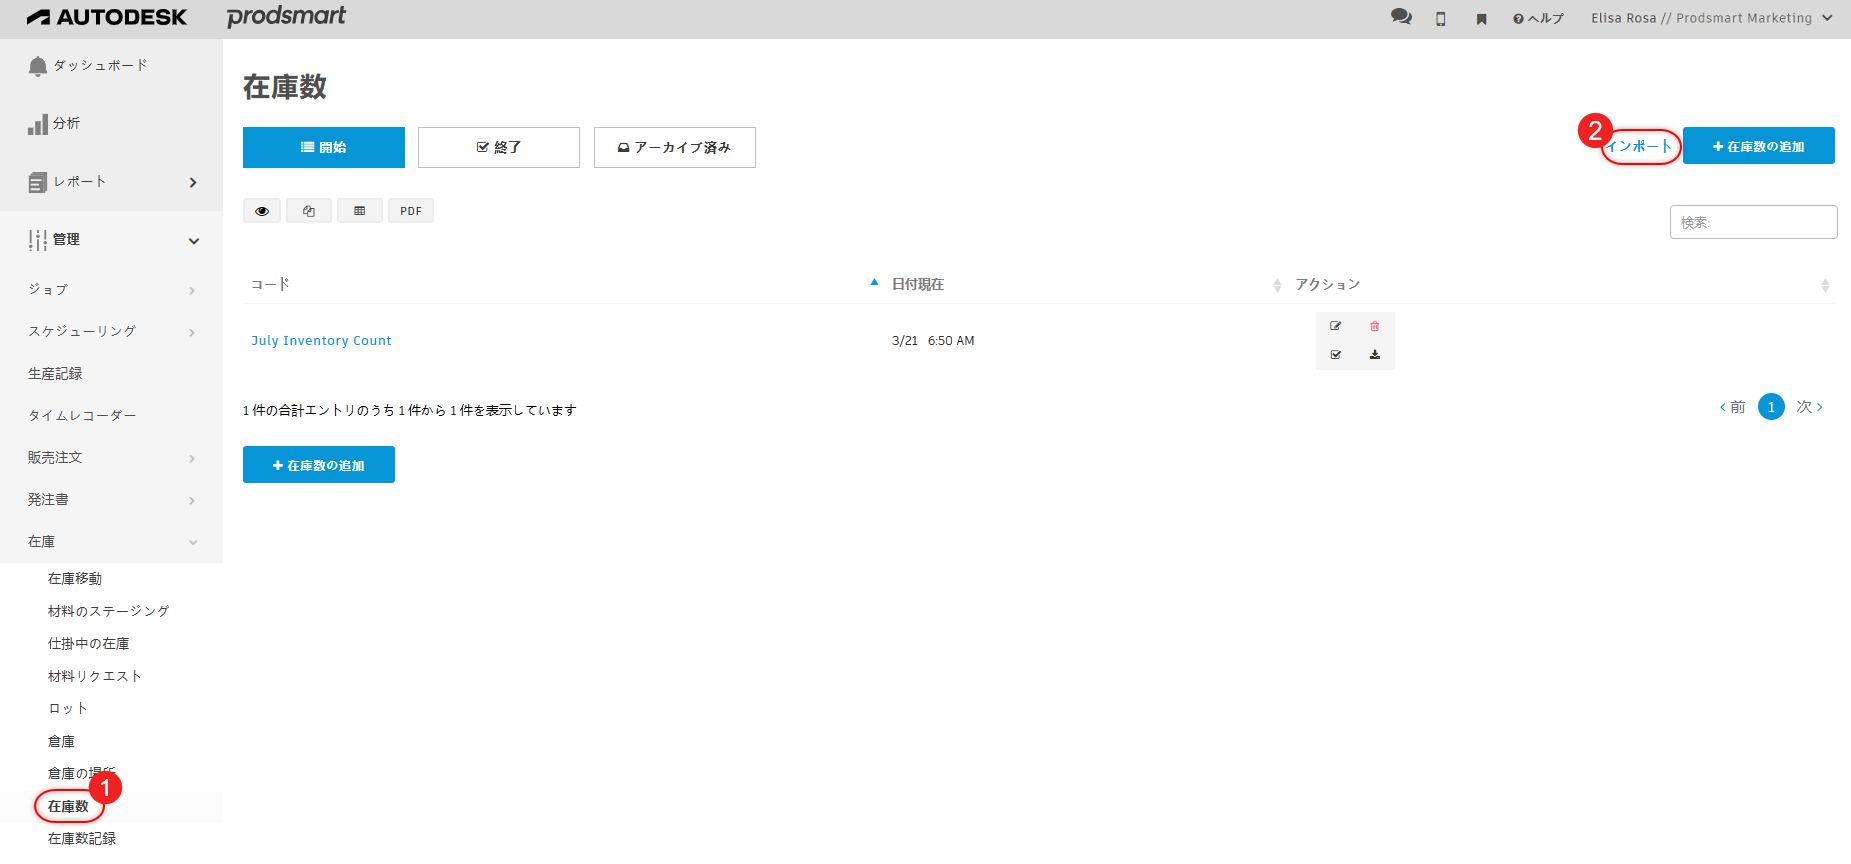 AUTODESK prodsmart
ヘルプ Elisa Rosa // Prodsmart Marketing
ダッシュボード
分析
レポート
管理
ジョブ
スケジューリング
生産記録
タイムレコーダー
販売注文
発注書
在庫
在庫移動
材料のステージング
仕掛中の在庫
材料リクエスト
ロット
倉庫
倉庫の場所
1
在庫数
在庫数記録
在庫数
開始 終了 アーカイブ済み
2
インポート 在庫数の追加
PDF
検索:
コード 日付現在 アクション
July Inventory Count 3/21 6:50 AM
1 件の合計エントリのうち 1 件から 1 件を表示しています
前 1 次
在庫数の追加